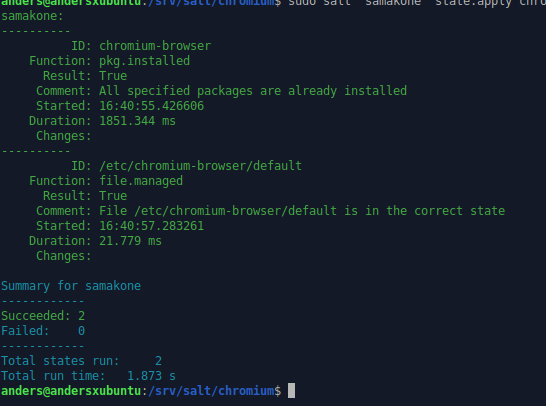 anders@andersxubuntu:/srv/salt/chromium$ sudo salt 'samakone' state.apply chro
samakone:
----------
          ID: chromium-browser
    Function: pkg.installed
      Result: True
     Comment: All specified packages are already installed
     Started: 16:40:55.426606
    Duration: 1851.344 ms
     Changes:
----------
          ID: /etc/chromium-browser/default
    Function: file.managed
      Result: True
     Comment: File /etc/chromium-browser/default is in the correct state
     Started: 16:40:57.283261
    Duration: 21.779 ms
     Changes:

Summary for samakone
------------
Succeeded: 2
Failed:    0
------------
Total states run:     2
Total run time:   1.873 s
anders@andersxubuntu:/srv/salt/chromium$